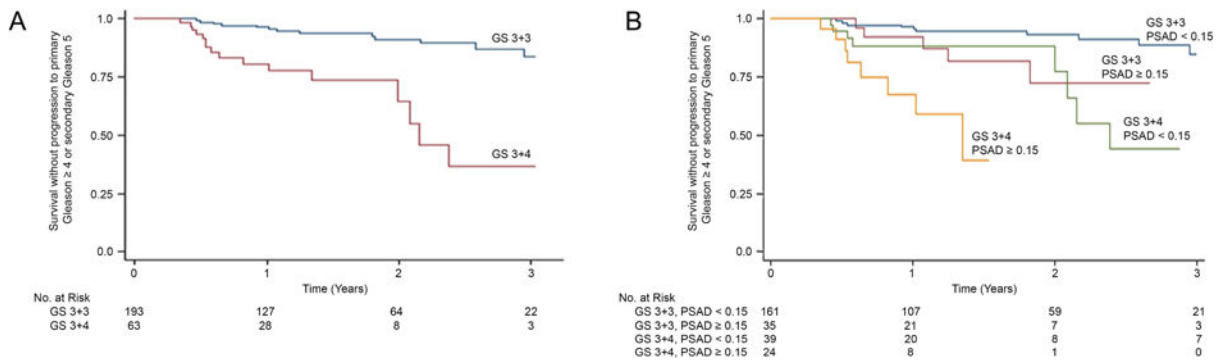 A
Survival without progression to primary
Gleason ≥ 4 or secondary Gleason 5
1.0
0.75
0.50
0.25
0.0
GS 3+3
GS 3+4
0 1 2 3
Time (Years)
No. at Risk
GS 3+3 193 127 64 22
GS 3+4 63 28 8 3
B
Survival without progression to primary
Gleason ≥ 4 or secondary Gleason 5
1.0
0.75
0.50
0.25
0.0
GS 3+3
PSAD < 0.15
GS 3+3
PSAD ≥ 0.15
GS 3+4
PSAD < 0.15
GS 3+4
PSAD ≥ 0.15
0 1 2 3
Time (Years)
No. at Risk
GS 3+3, PSAD < 0.15 161 107 59 21
GS 3+3, PSAD ≥ 0.15 35 21 7 3
GS 3+4, PSAD < 0.15 39 20 8 7
GS 3+4, PSAD ≥ 0.15 24 8 1 0